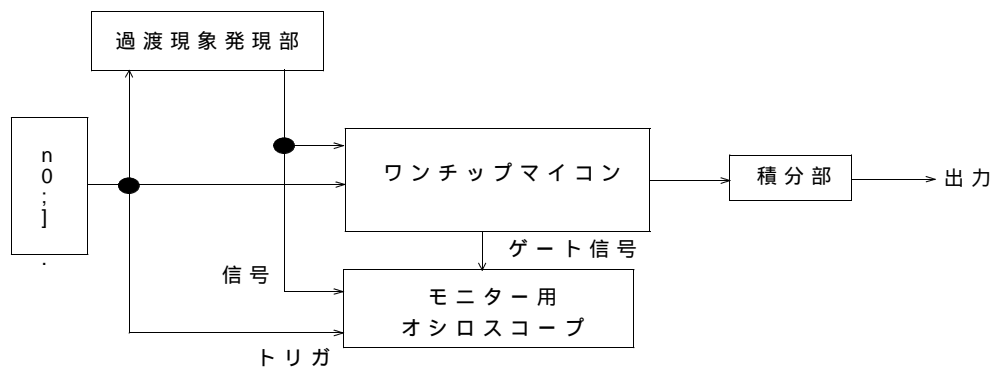 過渡現象発現部
n0;].
ワンチップマイコン
積分部
出力
ゲート信号
信号
モニター用
オシロスコープ
トリガ